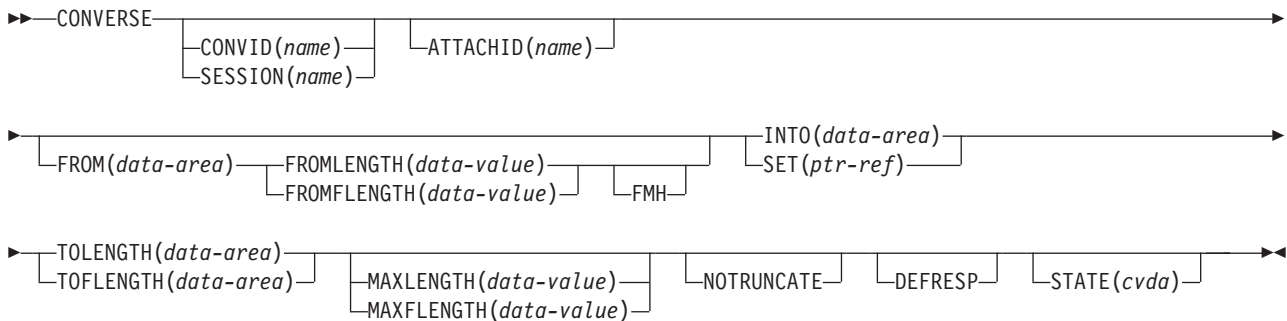 CONVERSE
CONVID(name)
SESSION(name)
ATTACHID(name)
FROM(data-area)
FROMLENGTH(data-value)
FROMFLENGTH(data-value)
FMH
INTO(data-area)
SET(ptr-ref)
TOLENGTH(data-area)
TOFLENGTH(data-area)
MAXLENGTH(data-value)
MAXFLENGTH(data-value)
NOTRUNCATE
DEFRESP
STATE(cvda)